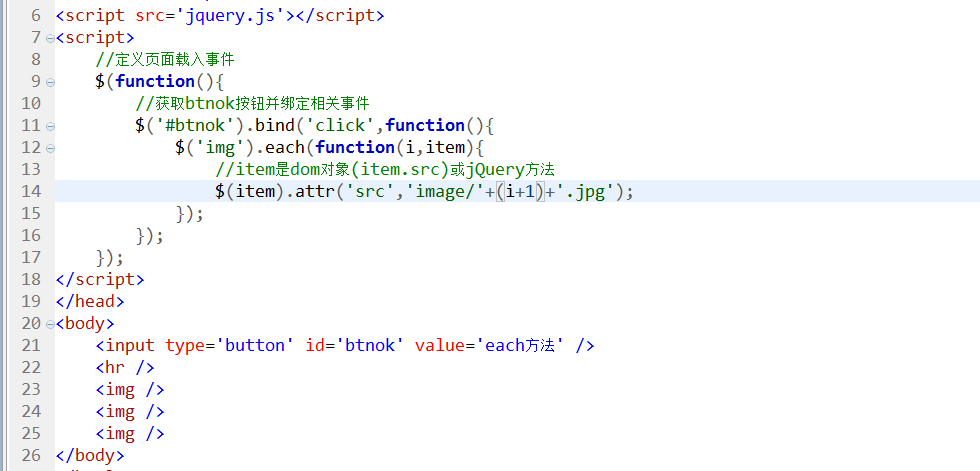 6 <script src='jquery.js'></script>
7 <script>
8     //定义页面载入事件
9     $(function(){
10         //获取btnok按钮并绑定相关事件
11         $('#btnok').bind('click',function(){
12             $('img').each(function(i,item){
13                 //item是dom对象(item.src)或jQuery方法
14                 $(item).attr('src','image/'+(i+1)+'.jpg');
15             });
16         });
17     });
18 </script>
19 </head>
20 <body>
21     <input type='button' id='btnok' value='each方法' />
22     <hr />
23     <img />
24     <img />
25     <img />
26 </body>